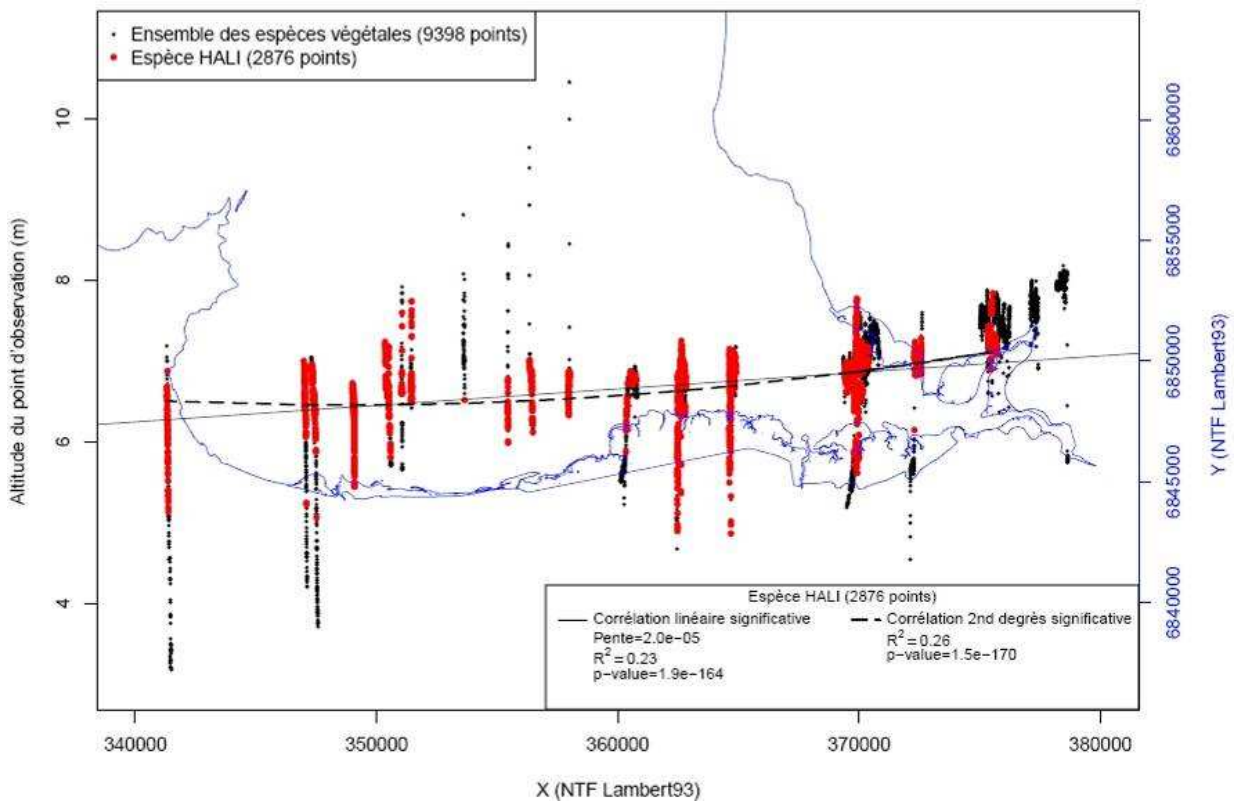 Ensemble des espèces végétales (9398 points)
Espèce HALI (2876 points)
Altitude du point d'observation (m)
10
8
6
4
6860000
6855000
6850000
6845000
6840000
Y (NTF Lambert93)
Espèce HALI (2876 points)
Corrélation linéaire significative
Pente=2.0e−05
R² = 0.23
p−value=1.9e−164
Corrélation 2nd degrès significative
R² = 0.26
p−value=1.5e−170
340000 350000 360000 370000 380000
X (NTF Lambert93)